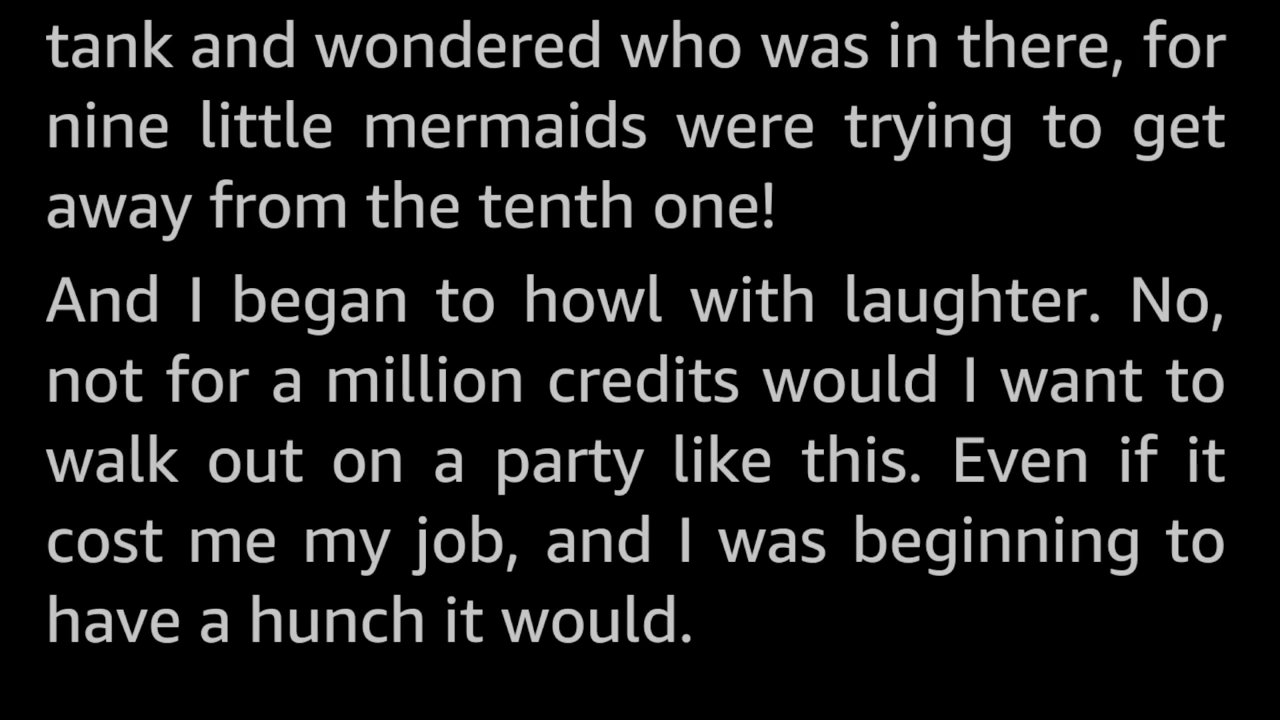 tank and wondered who was in there, for
nine little mermaids were trying to get
away from the tenth one!
And I began to howl with laughter. No,
not for a million credits would I want to
walk out on a party like this. Even if it
cost me my job, and I was beginning to
have a hunch it would.